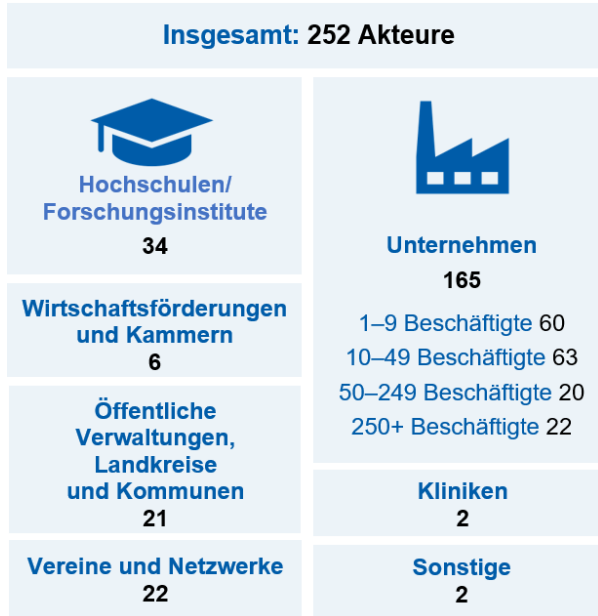 Insgesamt: 252 Akteure
Hochschulen/
Forschungsinstitute
34
Wirtschaftsförderungen
und Kammern
6
Öffentliche
Verwaltungen,
Landkreise
und Kommunen
21
Vereine und Netzwerke
22
Unternehmen
165
1–9 Beschäftigte 60
10–49 Beschäftigte 63
50–249 Beschäftigte 20
250+ Beschäftigte 22
Kliniken
2
Sonstige
2